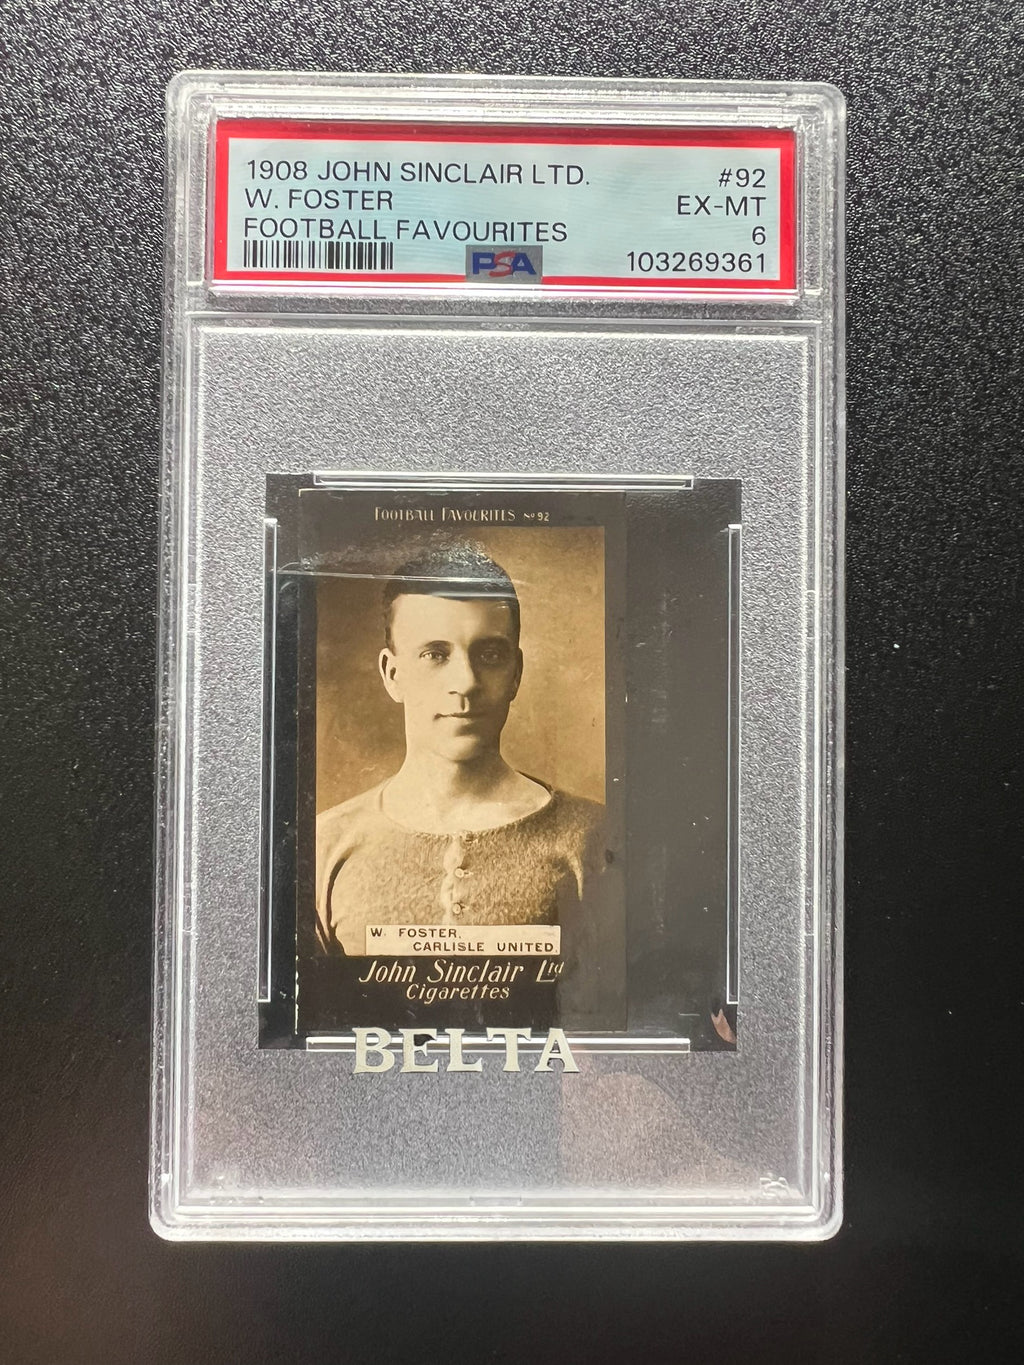 1908 JOHN SINCLAIR LTD. #92
W. FOSTER EX-MT
FOOTBALL FAVOURITES 6
PSA 103269361
FOOTBALL FAVOURITES No 92
W. FOSTER.
CARLISLE UNITED.
John Sinclair Ltd
Cigarettes
BELTA